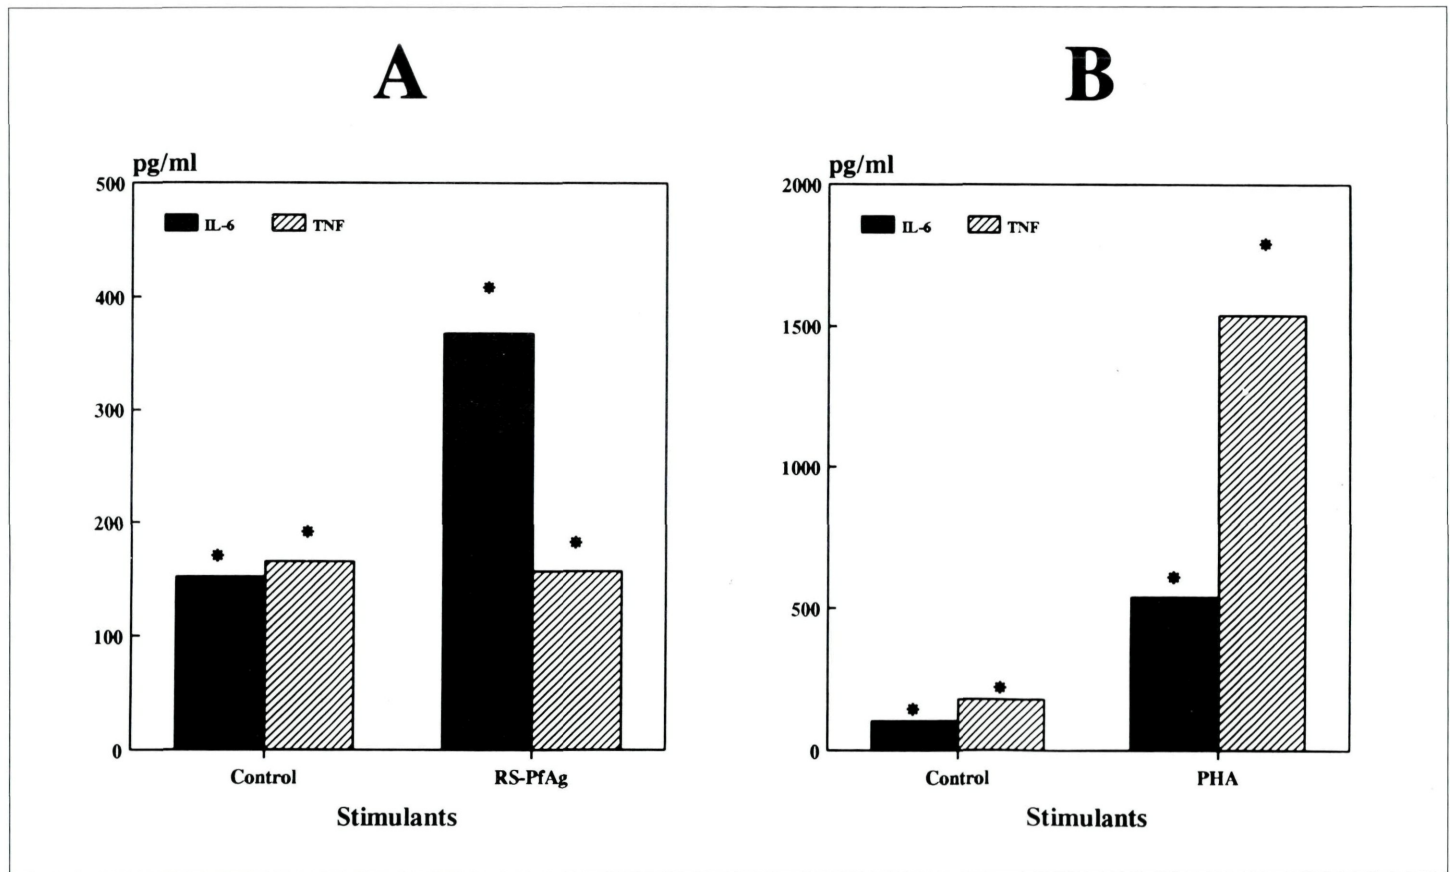 A
pg/ml
500
400
300
200
100
0
IL-6 TNF
* *
* *
Control RS-PfAg
Stimulants
B
pg/ml
2000
1500
1000
500
0
IL-6 TNF
* *
* *
Control PHA
Stimulants